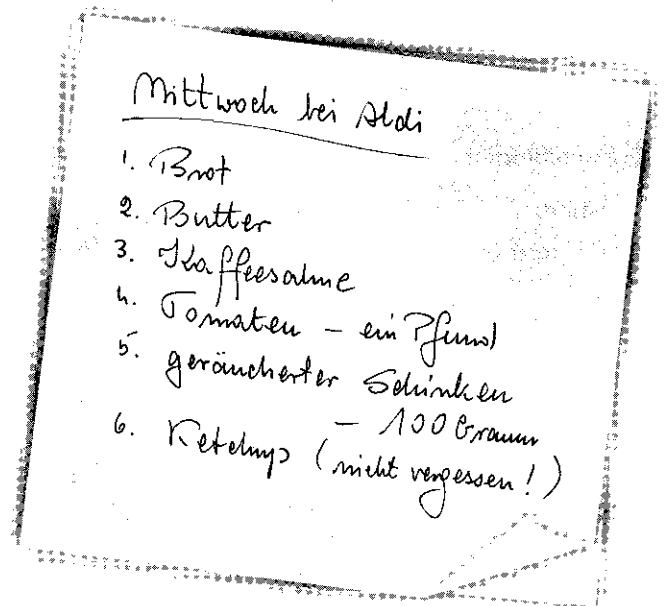 Mittwoch bei Aldi
1. Brot
2. Butter
3. Kaffeesahne
4. Tomaten – ein Pfund
5. geräucherter Schinken
– 100 Gramm
6. Ketchup (nicht vergessen!)